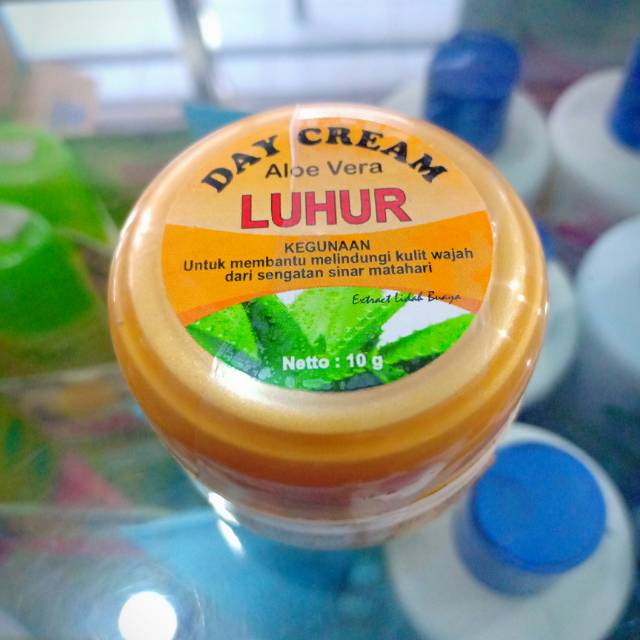 DAY CREAM
Aloe Vera
LUHUR
KEGUNAAN
Untuk membantu melindungi kulit wajah
dari sengatan sinar matahari
Extract Lidah Buaya
Netto : 10 g